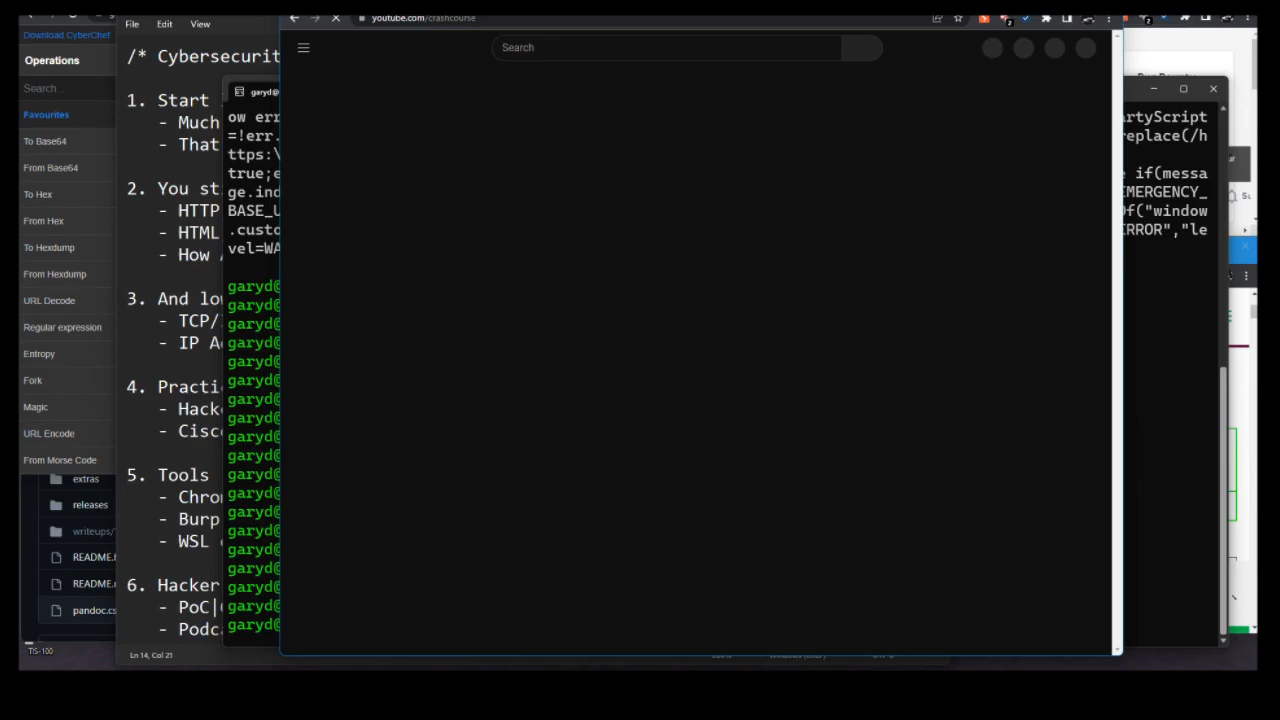 youtube.com/crashcourse
2
Download CyberChef
File Edit View
Operations
/* Cybersecurit
Search
Search...
garyd@
1. Start
ow err
artyScript
Favourites
- Much
=!err.
replace(/h
To Base64
- That
ttps:\
From Base64
true;e
if(messa
2. You st
ge.ind
EMERGENCY_
To Hex
- HTTP
BASE_U
Of("window
From Hex
- HTML
.custo
ERROR","le
To Hexdump
- How
vel=WA
From Hexdump
garyd@
URL Decode
3. And lo
garyd@
Regular expression
- TCP/
garyd@
Entropy
- IP A
garyd@
Fork
garyd@
4. Practi
garyd@
Magic
- Hack
garyd@
URL Encode
- Cisc
garyd@
From Morse Code
garyd@
5. Tools
garyd@
extras
garyd@
releases
- Chro
garyd@
writeups/
- Burp
garyd@
README.
- WSL
garyd@
README.
6. Hacker
garyd@
pandoc.cs
- PoC|
garyd@
- Podc
garyd@
garyd@
garyd@
TIS-100
Ln 14, Col 21